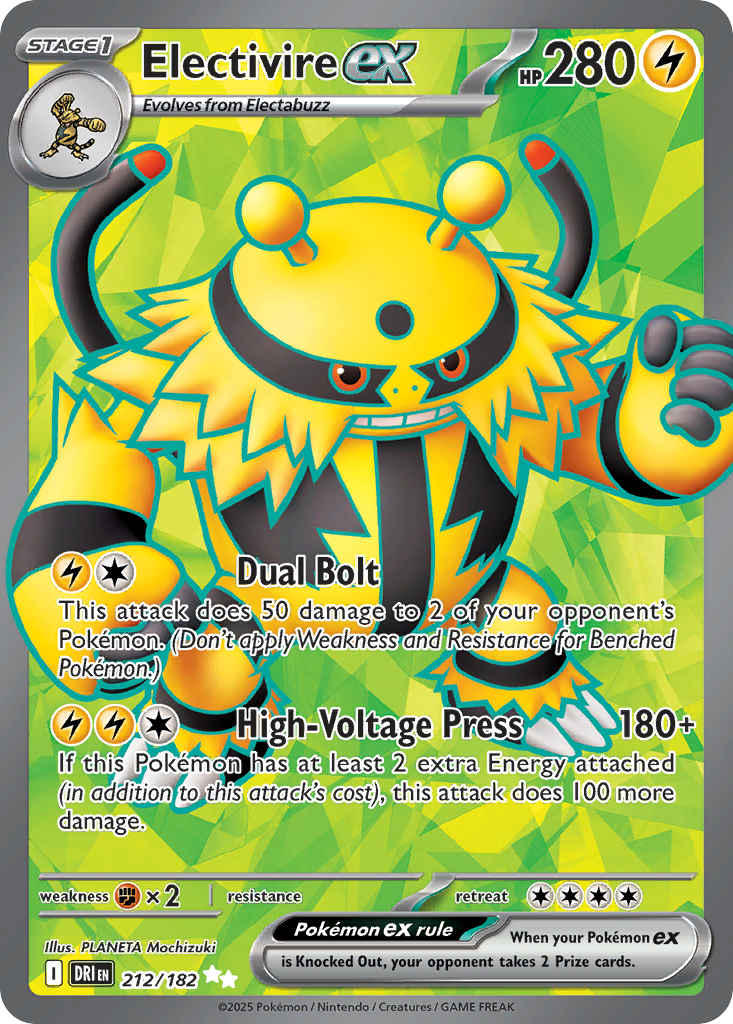 STAGE1
Electivire ex
HP 280
Evolves from Electabuzz
Dual Bolt
This attack does 50 damage to 2 of your opponent's
Pokémon. (Don't apply Weakness and Resistance for Benched
Pokémon.)
High-Voltage Press 180+
If this Pokémon has at least 2 extra Energy attached
(in addition to this attack's cost), this attack does 100 more
damage.
weakness ×2 resistance retreat
Illus. PLANETA Mochizuki
Pokémon ex rule
When your Pokémon ex
is Knocked Out, your opponent takes 2 Prize cards.
I DRI EN 212/182
©2025 Pokémon / Nintendo / Creatures / GAME FREAK